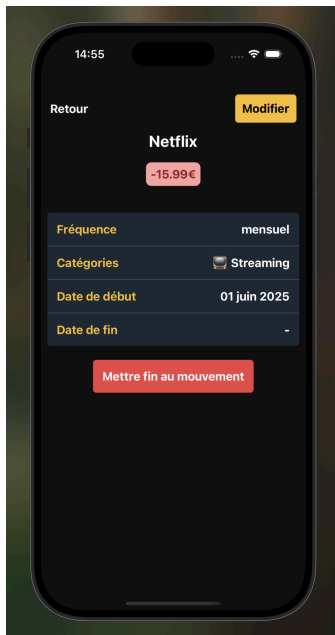 14:55
Retour Modifier
Netflix
-15.99€
Fréquence mensuel
Catégories 📺 Streaming
Date de début 01 juin 2025
Date de fin -
Mettre fin au mouvement